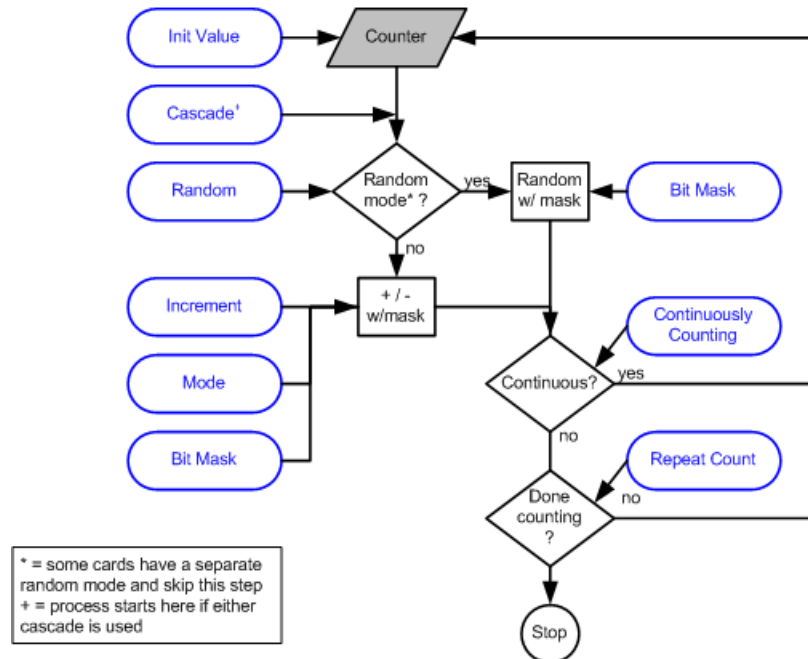 Init Value
Counter
Cascade⁺
Random
Random
mode* ?
yes
Random
w/ mask
Bit Mask
no
Increment
+ / -
w/mask
Continuously
Counting
Mode
Continuous?
yes
no
Bit Mask
Repeat Count
Done
counting
?
no
* = some cards have a separate
random mode and skip this step
+ = process starts here if either
cascade is used
Stop